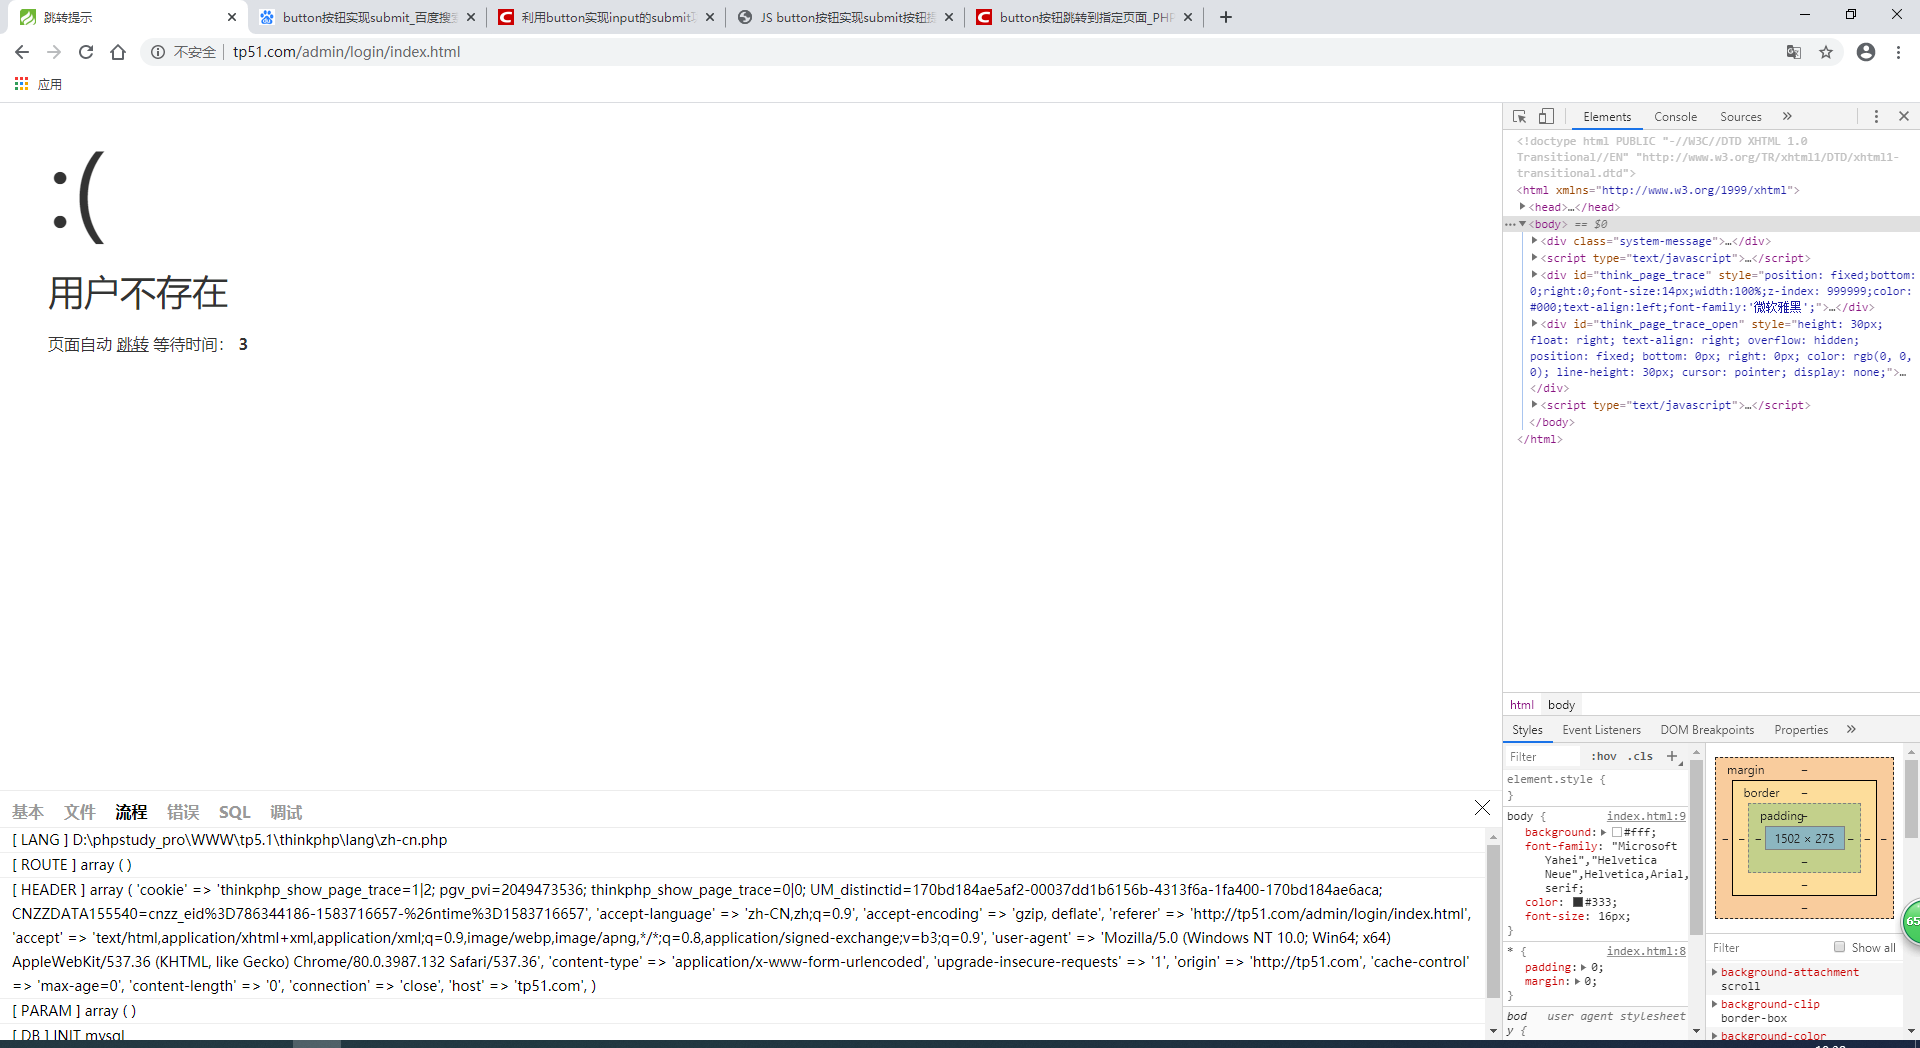 跳转提示
button按钮实现submit_百度搜
利用button实现input的submit
JS button按钮实现submit按钮
button按钮跳转到指定页面_PH
不安全 tp51.com/admin/login/index.html
应用
:(
用户不存在
页面自动 跳转 等待时间： 3
Elements Console Sources »
<!doctype html PUBLIC "-//W3C//DTD XHTML 1.0
Transitional//EN" "http://www.w3.org/TR/xhtml1/DTD/xhtml1-
transitional.dtd">
<html xmlns="http://www.w3.org/1999/xhtml">
<head>…</head>
<body> == $0
<div class="system-message">…</div>
<script type="text/javascript">…</script>
<div id="think_page_trace" style="position: fixed;bottom:
0;right:0;font-size:14px;width:100%;z-index: 999999;color:
#000;text-align:left;font-family:'微软雅黑';">…</div>
<div id="think_page_trace_open" style="height: 30px;
float: right; text-align: right; overflow: hidden;
position: fixed; bottom: 0px; right: 0px; color: rgb(0, 0,
0); line-height: 30px; cursor: pointer; display: none;">…
</div>
<script type="text/javascript">…</script>
</body>
</html>
html body
Styles Event Listeners DOM Breakpoints Properties »
Filter :hov .cls +
element.style {
}
body { index.html:9
background: #fff;
font-family: "Microsoft
Yahei","Helvetica
Neue",Helvetica,Arial,
serif;
color: #333;
font-size: 16px;
}
* { index.html:8
padding: 0;
margin: 0;
}
bod user agent stylesheet
y {
margin –
border –
padding –
– – – 1502 × 275 – – –
–
–
–
65
Filter Show all
background-attachment
scroll
background-clip
border-box
background-color
基本 文件 流程 错误 SQL 调试
[ LANG ] D:\phpstudy_pro\WWW\tp5.1\thinkphp\lang\zh-cn.php
[ ROUTE ] array ( )
[ HEADER ] array ( 'cookie' => 'thinkphp_show_page_trace=1|2; pgv_pvi=2049473536; thinkphp_show_page_trace=0|0; UM_distinctid=170bd184ae5af2-00037dd1b6156b-4313f6a-1fa400-170bd184ae6aca;
CNZZDATA155540=cnzz_eid%3D786344186-1583716657-%26ntime%3D1583716657', 'accept-language' => 'zh-CN,zh;q=0.9', 'accept-encoding' => 'gzip, deflate', 'referer' => 'http://tp51.com/admin/login/index.html',
'accept' => 'text/html,application/xhtml+xml,application/xml;q=0.9,image/webp,image/apng,*/*;q=0.8,application/signed-exchange;v=b3;q=0.9', 'user-agent' => 'Mozilla/5.0 (Windows NT 10.0; Win64; x64)
AppleWebKit/537.36 (KHTML, like Gecko) Chrome/80.0.3987.132 Safari/537.36', 'content-type' => 'application/x-www-form-urlencoded', 'upgrade-insecure-requests' => '1', 'origin' => 'http://tp51.com', 'cache-control'
=> 'max-age=0', 'content-length' => '0', 'connection' => 'close', 'host' => 'tp51.com', )
[ PARAM ] array ( )
[ DB ] INIT mysql